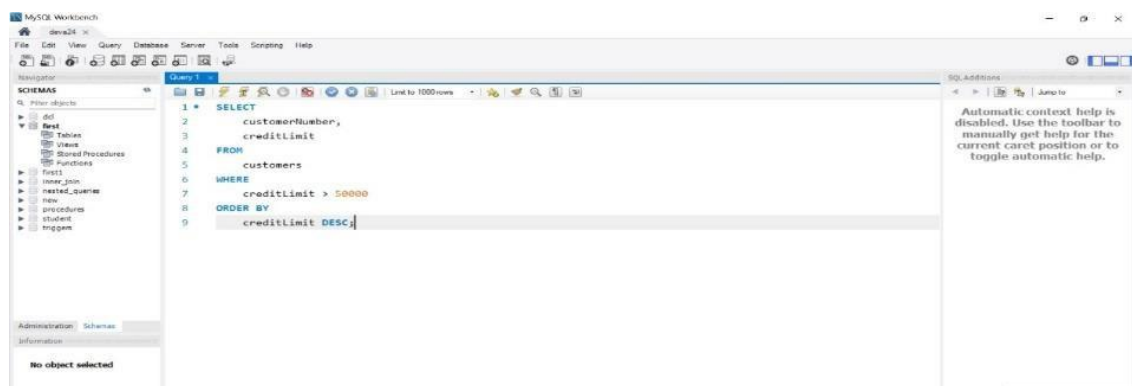 MySQL Workbench
deva24 ×
File Edit View Query Database Server Tools Scripting Help
Navigator
SCHEMAS
Filter objects
dcl
first
Tables
Views
Stored Procedures
Functions
first1
inner_join
nested_queries
new
procedures
student
triggers
Administration Schemas
Information
No object selected
Query 1 ×
Limit to 1000 rows
1 SELECT
2 customerNumber,
3 creditLimit
4 FROM
5 customers
6 WHERE
7 creditLimit > 50000
8 ORDER BY
9 creditLimit DESC;
SQL Additions
Jump to
Automatic context help is
disabled. Use the toolbar to
manually get help for the
current caret position or to
toggle automatic help.